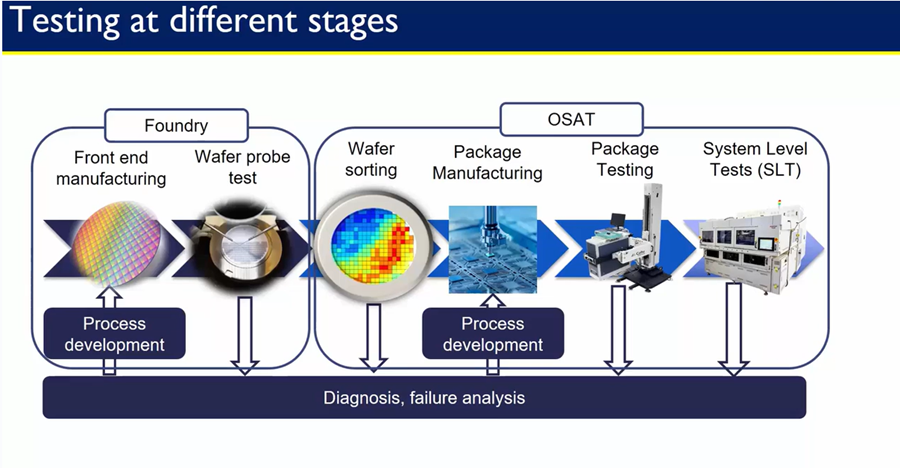 Testing at different stages
Foundry
OSAT
Front end
manufacturing
Wafer probe
test
Wafer
sorting
Package
Manufacturing
Package
Testing
System Level
Tests (SLT)
Process
development
Process
development
Diagnosis, failure analysis